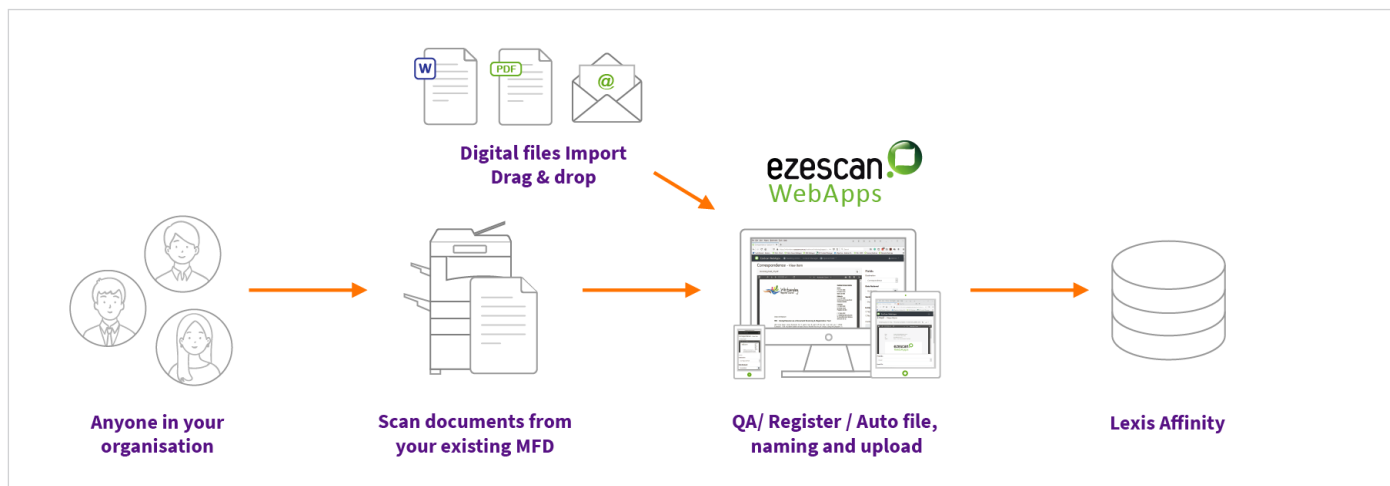 W
PDF
@
Digital files Import
Drag & drop
ezescan
WebApps
Anyone in your
organisation
Scan documents from
your existing MFD
ezescan
QA/ Register / Auto file,
naming and upload
Lexis Affinity